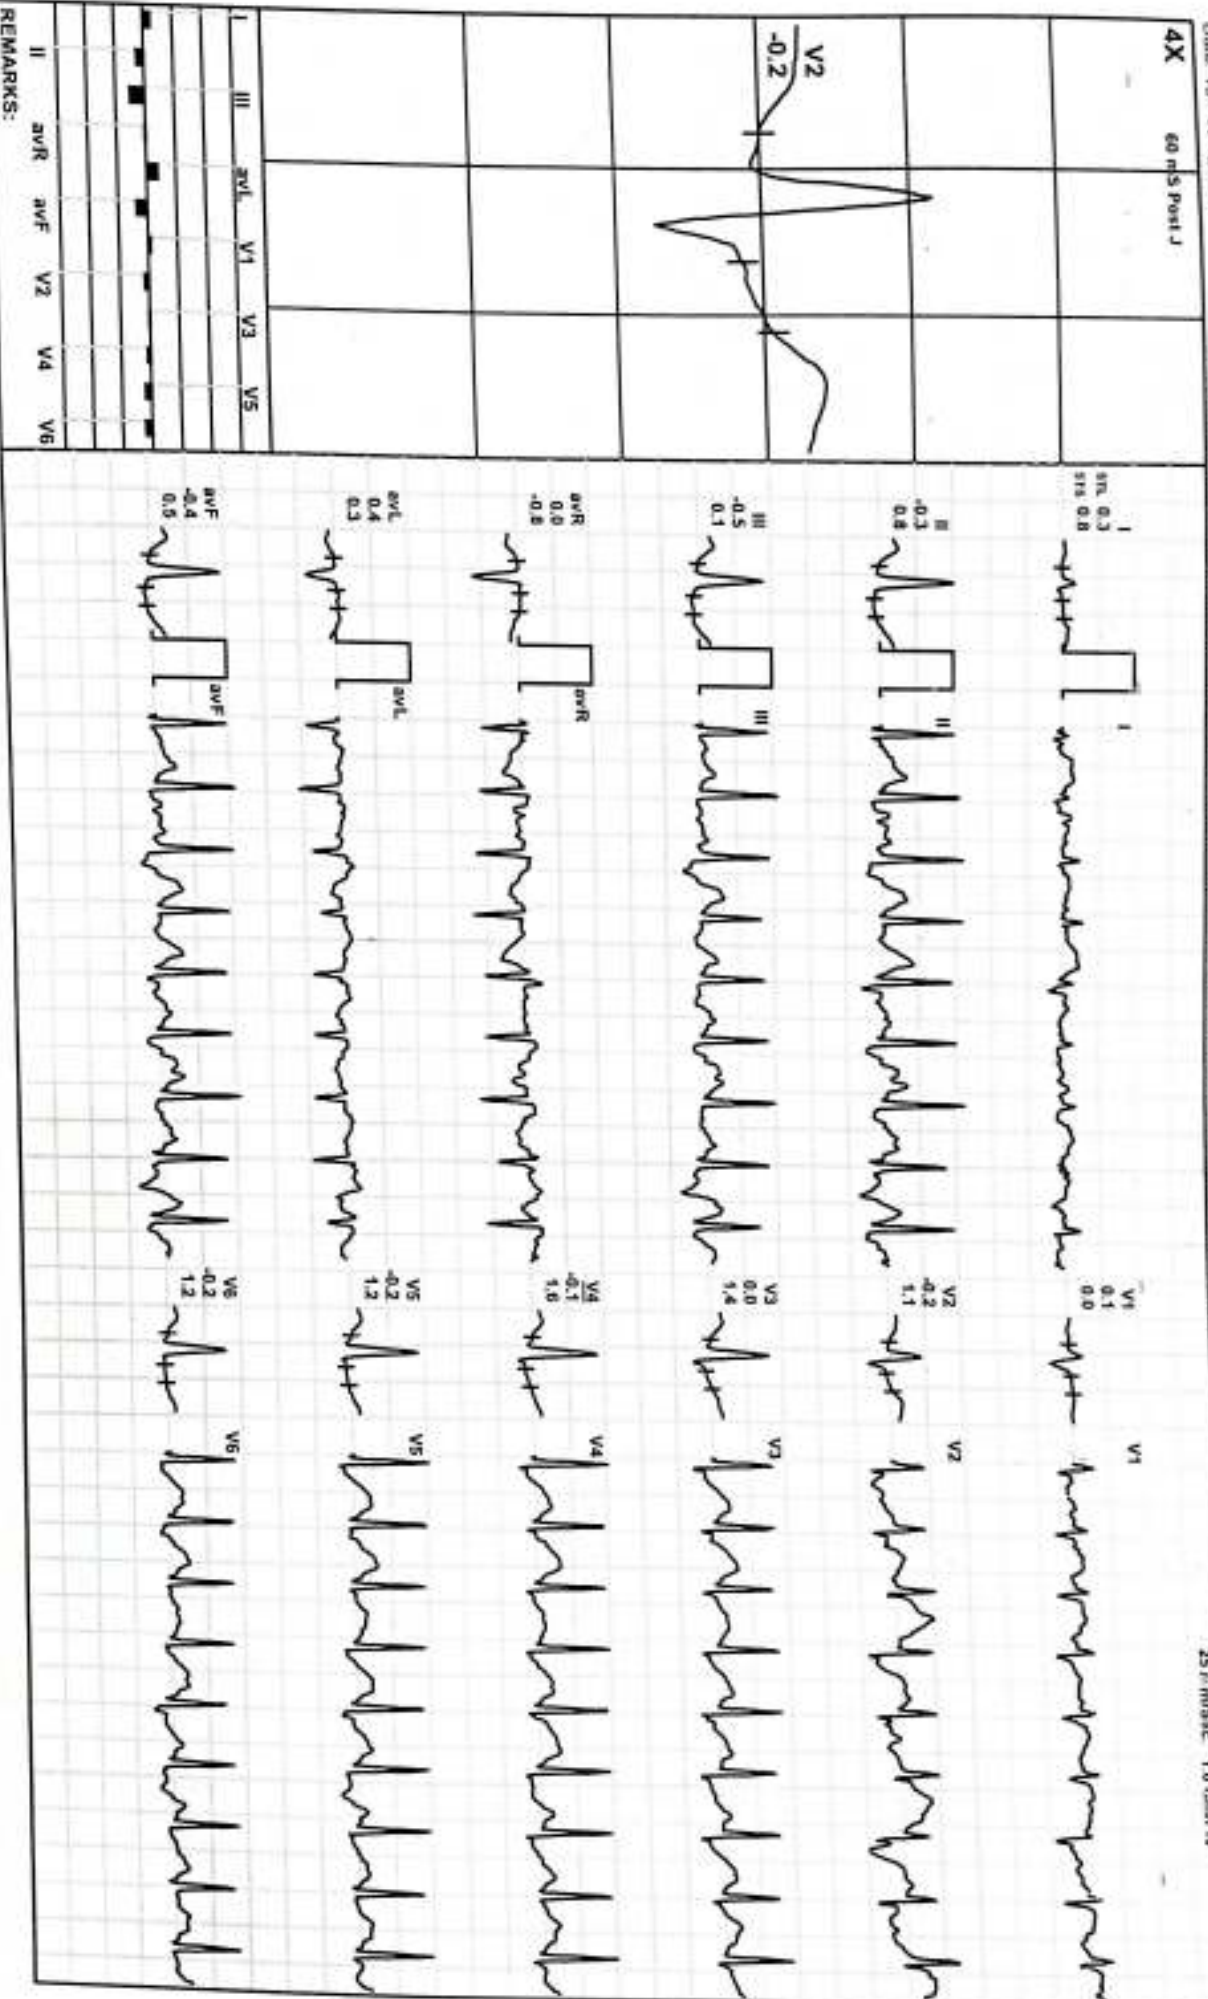 4X
60 mS Post J
V2
-0.2
I
III
avL
V1
V3
V5
II
avR
avF
V2
V4
V6
REMARKS:
I
STL 0.3
STS 0.8
I
V1
0.1
0.0
V1
II
-0.3
0.6
II
V2
-0.2
1.1
V2
III
-0.5
0.1
III
V3
0.0
1.4
V3
avR
0.0
-0.8
avR
V4
-0.1
1.6
V4
avL
0.4
0.3
avL
V5
-0.2
1.2
V5
avF
-0.4
0.5
avF
V6
-0.2
1.2
V6